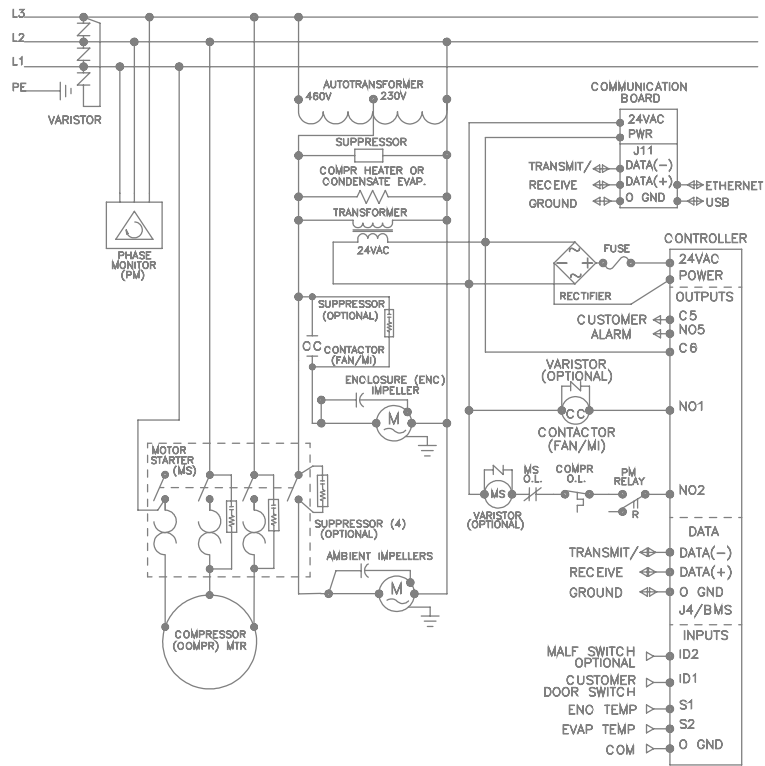 L3
L2
L1
PE
VARISTOR
AUTOTRANSFORMER
460V 230V
SUPPRESSOR
COMPR HEATER OR
CONDENSATE EVAP.
TRANSFORMER
24VAC
COMMUNICATION
BOARD
24VAC
PWR
J11
TRANSMIT/ DATA(-)
RECEIVE DATA(+) ETHERNET
GROUND 0 GND USB
PHASE
MONITOR
(PM)
FUSE
RECTIFIER
CONTROLLER
24VAC
POWER
OUTPUTS
CUSTOMER C5
ALARM NO5
C6
SUPPRESSOR
(OPTIONAL)
CC CONTACTOR
(FAN/MI)
ENCLOSURE (ENC)
IMPELLER
M
VARISTOR
(OPTIONAL)
CC NO1
CONTACTOR
(FAN/MI)
MOTOR
STARTER
(MS)
SUPPRESSOR (4)
(OPTIONAL)
AMBIENT IMPELLERS
M
COMPRESSOR
(COMPR) MTR
MS
O.L.
COMPR
O.L.
PM
RELAY
MS NO2
R
VARISTOR
(OPTIONAL)
DATA
TRANSMIT/ DATA(-)
RECEIVE DATA(+)
GROUND 0 GND
J4/BMS
INPUTS
MALF SWITCH
OPTIONAL ID2
CUSTOMER
DOOR SWITCH ID1
ENC TEMP S1
EVAP TEMP S2
COM 0 GND